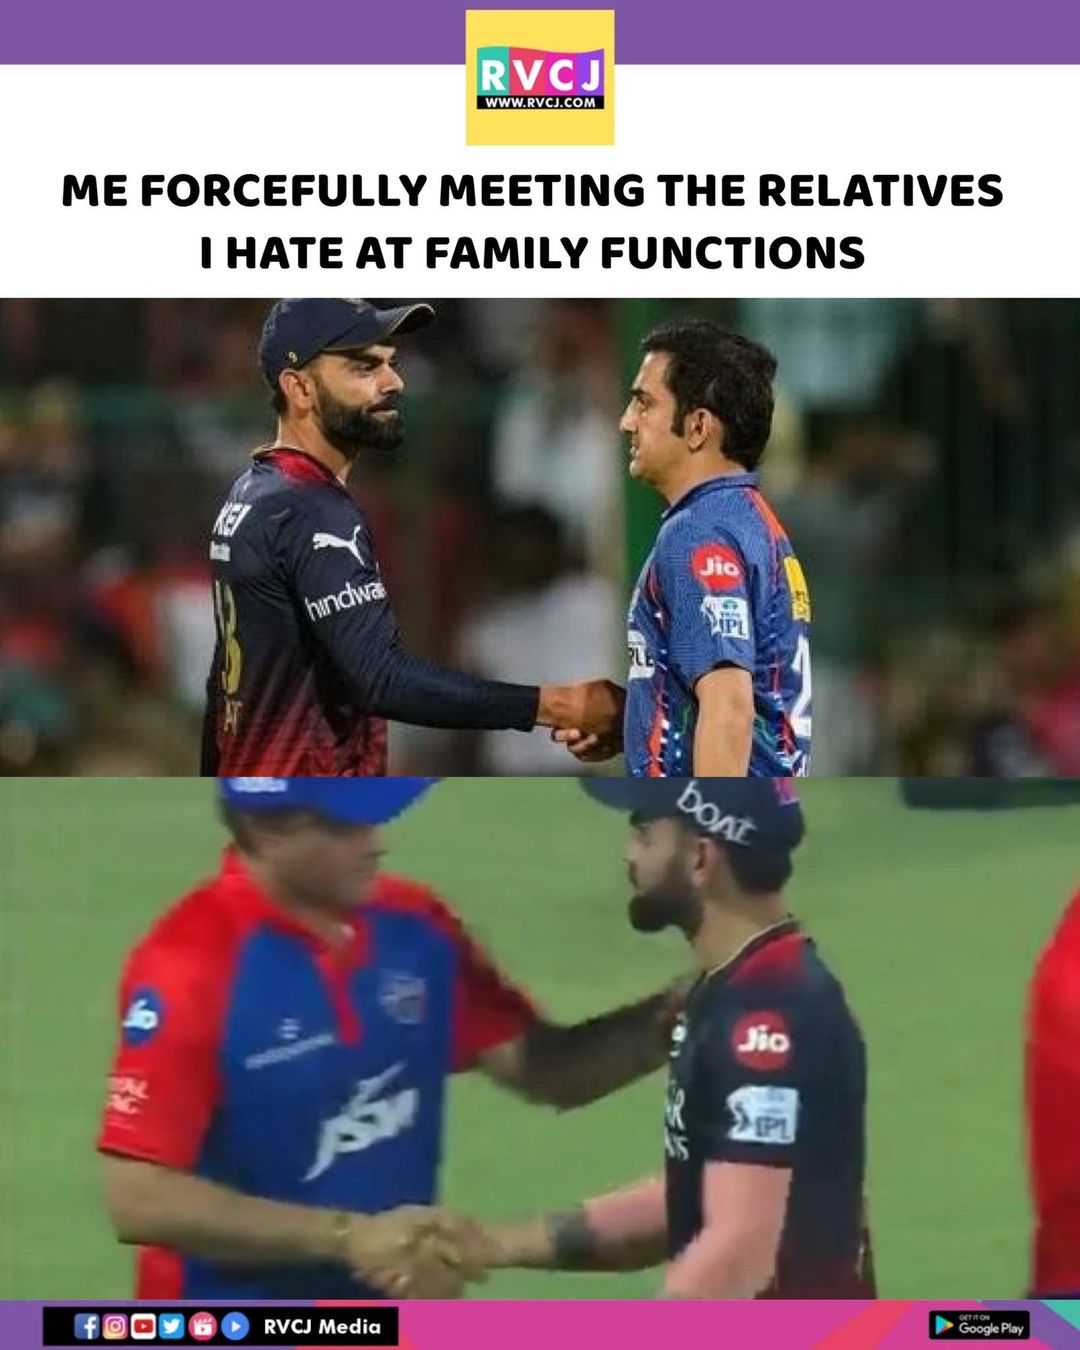 RVCJ
WWW.RVCJ.COM
ME FORCEFULLY MEETING THE RELATIVES
I HATE AT FAMILY FUNCTIONS
hindwa
Jio
IPL
boAt
Jio
IPL
RVCJ Media
GET IT ON
Google Play